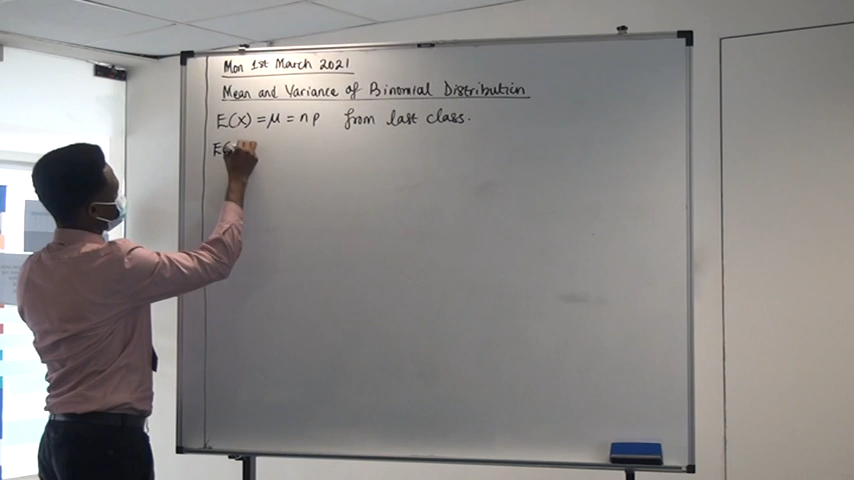 Mon 1st March 2021
Mean and Variance of Binomial Distribution
E(x) = μ = np from last class.
E(